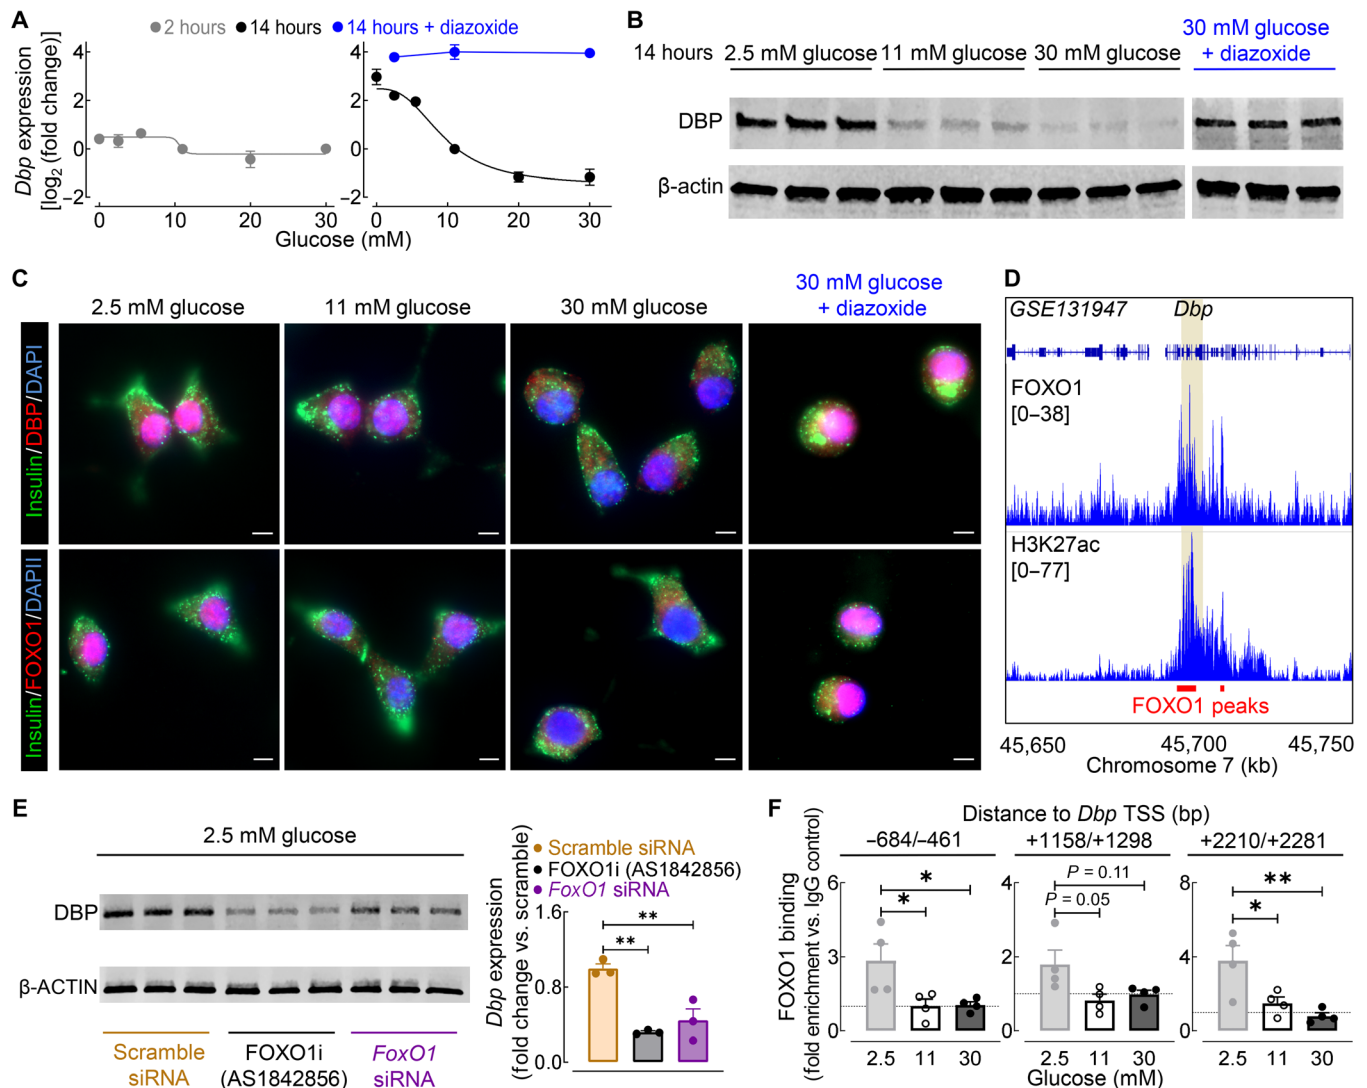 A
2 hours
14 hours
14 hours + diazoxide
Dbp expression
[log2 (fold change)]
4
2
0
−2
4
2
0
−2
0
10
20
30
0
10
20
30
Glucose (mM)
B
14 hours
2.5 mM glucose
11 mM glucose
30 mM glucose
30 mM glucose
+ diazoxide
DBP
β-actin
C
2.5 mM glucose
11 mM glucose
30 mM glucose
30 mM glucose
+ diazoxide
Insulin/DBP/DAPI
Insulin/FOXO1/DAPII
D
GSE131947
Dbp
FOXO1
[0–38]
H3K27ac
[0–77]
FOXO1 peaks
45,650
45,700
45,750
Chromosome 7 (kb)
E
2.5 mM glucose
DBP
β-ACTIN
Scramble
siRNA
FOXO1i
(AS1842856)
FoxO1
siRNA
Scramble siRNA
FOXO1i (AS1842856)
FoxO1 siRNA
Dbp expression
(fold change vs. scramble)
1.6
0.8
0.0
**
**
F
Distance to Dbp TSS (bp)
–684/–461
+1158/+1298
+2210/+2281
FOXO1 binding
(fold enrichment vs. IgG control)
6
3
0
*
*
4
2
0
P = 0.11
P = 0.05
8
4
0
**
*
2.5
11
30
2.5
11
30
2.5
11
30
Glucose (mM)